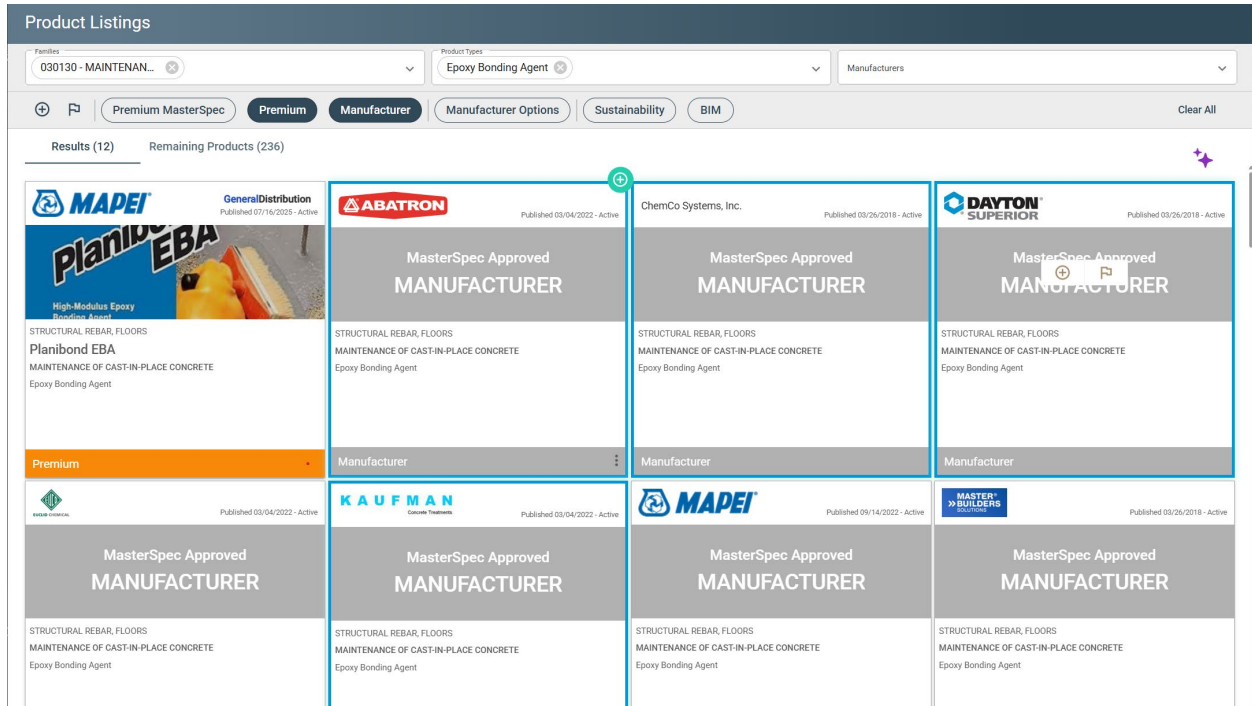 Product Listings
Families
030130 - MAINTENAN...
Product Types
Epoxy Bonding Agent
Manufacturers
Premium MasterSpec
Premium
Manufacturer
Manufacturer Options
Sustainability
BIM
Clear All
Results (12)
Remaining Products (236)
MAPEI
GeneralDistribution
Published 07/16/2025 - Active
Planibond EBA
High-Modulus Epoxy
Bonding Agent
STRUCTURAL REBAR, FLOORS
Planibond EBA
MAINTENANCE OF CAST-IN-PLACE CONCRETE
Epoxy Bonding Agent
Premium
ABATRON
Published 03/04/2022 - Active
MasterSpec Approved
MANUFACTURER
STRUCTURAL REBAR, FLOORS
MAINTENANCE OF CAST-IN-PLACE CONCRETE
Epoxy Bonding Agent
Manufacturer
ChemCo Systems, Inc.
Published 03/26/2018 - Active
MasterSpec Approved
MANUFACTURER
STRUCTURAL REBAR, FLOORS
MAINTENANCE OF CAST-IN-PLACE CONCRETE
Epoxy Bonding Agent
Manufacturer
DAYTON
SUPERIOR
Published 03/26/2018 - Active
MasterSpec Approved
MANUFACTURER
STRUCTURAL REBAR, FLOORS
MAINTENANCE OF CAST-IN-PLACE CONCRETE
Epoxy Bonding Agent
Manufacturer
EUCLID CHEMICAL
Published 03/04/2022 - Active
MasterSpec Approved
MANUFACTURER
STRUCTURAL REBAR, FLOORS
MAINTENANCE OF CAST-IN-PLACE CONCRETE
Epoxy Bonding Agent
KAUFMAN
Concrete Treatments
Published 03/04/2022 - Active
MasterSpec Approved
MANUFACTURER
STRUCTURAL REBAR, FLOORS
MAINTENANCE OF CAST-IN-PLACE CONCRETE
Epoxy Bonding Agent
MAPEI
Published 09/14/2022 - Active
MasterSpec Approved
MANUFACTURER
STRUCTURAL REBAR, FLOORS
MAINTENANCE OF CAST-IN-PLACE CONCRETE
Epoxy Bonding Agent
MASTER
BUILDERS
SOLUTIONS
Published 03/26/2018 - Active
MasterSpec Approved
MANUFACTURER
STRUCTURAL REBAR, FLOORS
MAINTENANCE OF CAST-IN-PLACE CONCRETE
Epoxy Bonding Agent